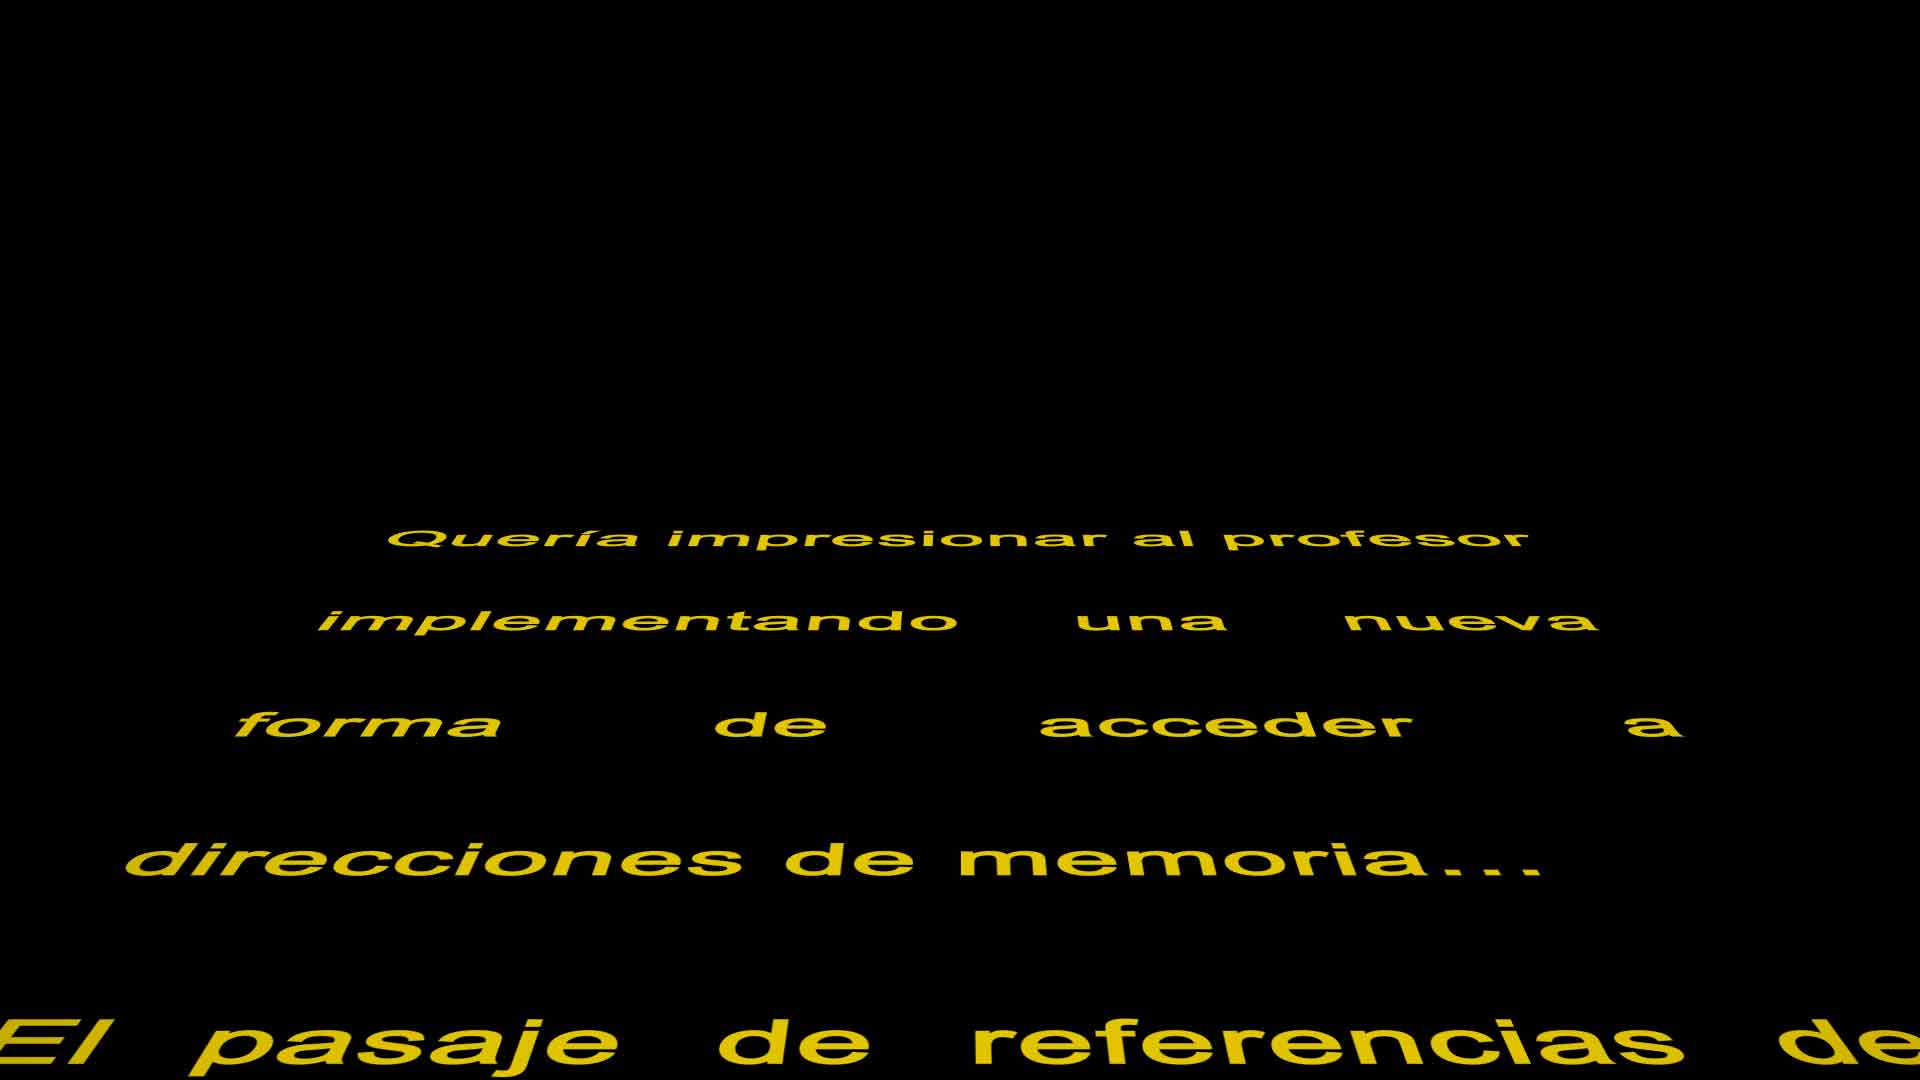 Quería impresionar al profesor
implementando una nueva
forma de acceder a
direcciones de memoria...
El pasaje de referencias de